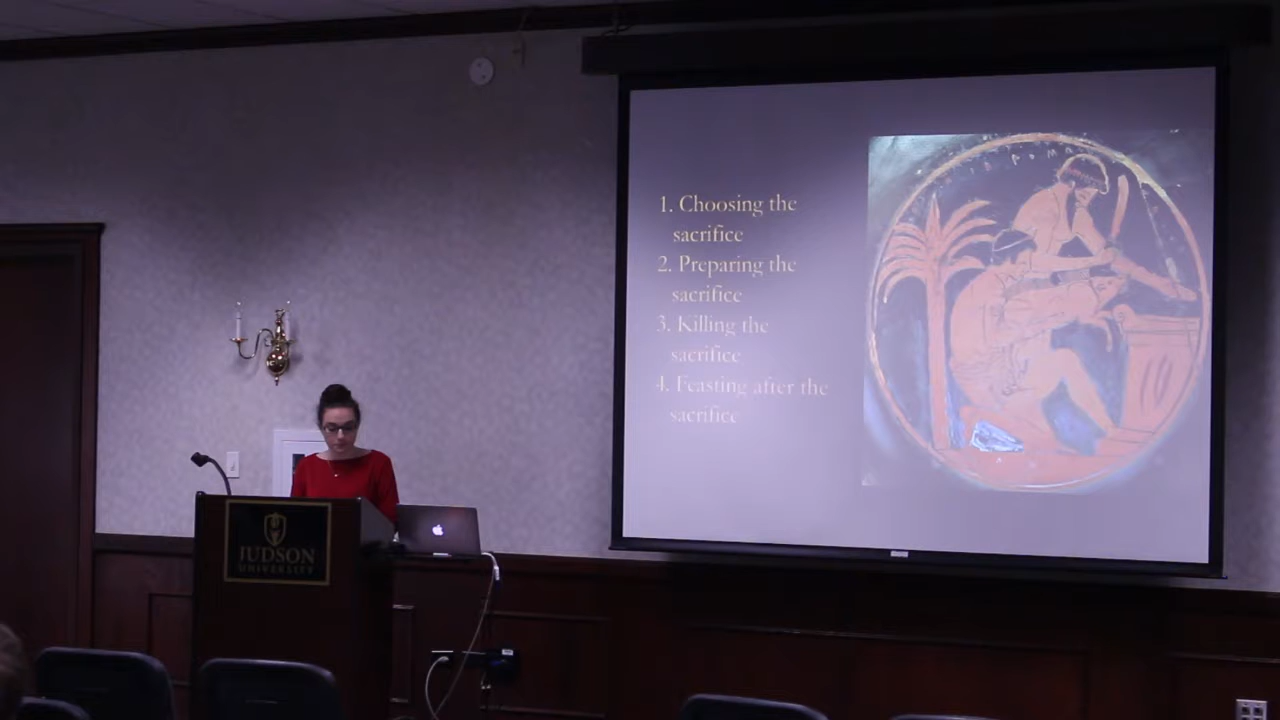 1. Choosing the
sacrifice
2. Preparing the
sacrifice
3. Killing the
sacrifice
4. Feasting after the
sacrifice
JUDSON
UNIVERSITY